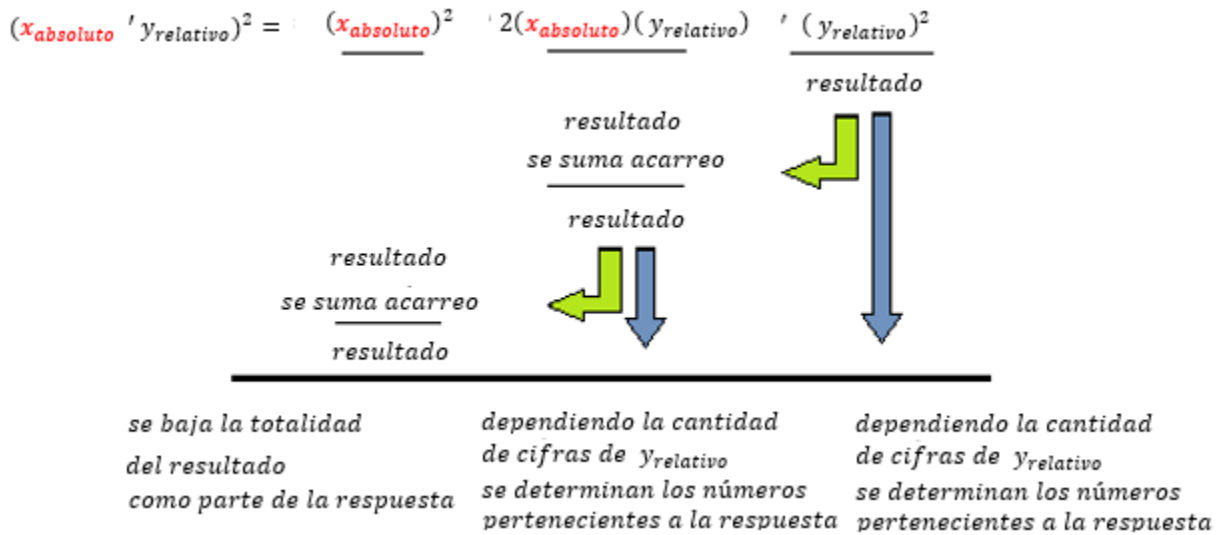 (x_absoluto ′y_relativo)² = (x_absoluto)² ′2(x_absoluto)( y_relativo) ′ ( y_relativo)²
resultado
resultado
se suma acarreo
resultado
resultado
se suma acarreo
resultado
se baja la totalidad
del resultado
como parte de la respuesta
dependiendo la cantidad
de cifras de y_relativo
se determinan los números
pertenecientes a la respuesta
dependiendo la cantidad
de cifras de y_relativo
se determinan los números
pertenecientes a la respuesta